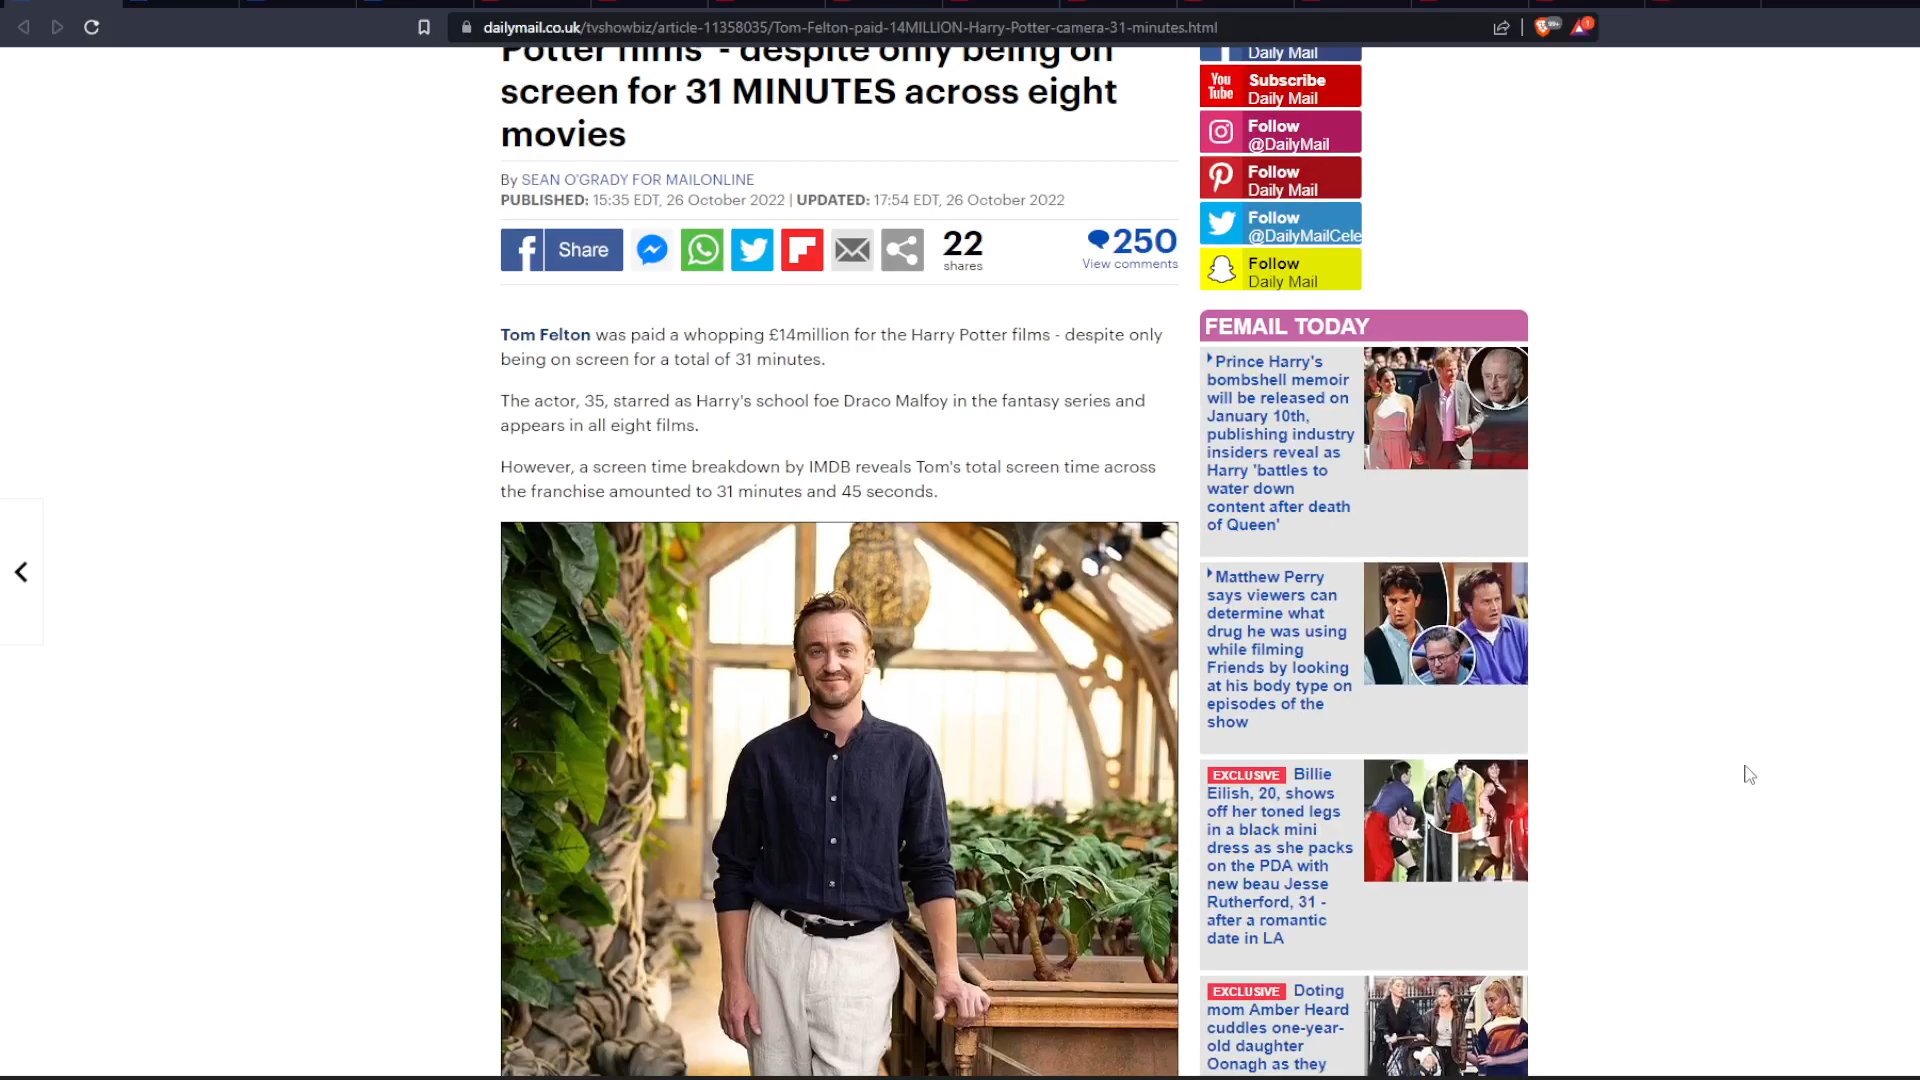 dailymail.co.uk/tvshowbiz/article-11358035/Tom-Felton-paid-14MILLION-Harry-Potter-camera-31-minutes.html
1
Potter films - despite only being on
screen for 31 MINUTES across eight
movies
By SEAN O'GRADY FOR MAILONLINE
PUBLISHED: 15:35 EDT, 26 October 2022 | UPDATED: 17:54 EDT, 26 October 2022
Share
22
shares
250
View comments
Tom Felton was paid a whopping £14million for the Harry Potter films - despite only
being on screen for a total of 31 minutes.
The actor, 35, starred as Harry's school foe Draco Malfoy in the fantasy series and
appears in all eight films.
However, a screen time breakdown by IMDB reveals Tom's total screen time across
the franchise amounted to 31 minutes and 45 seconds.
Daily Mail
You
Tube
Subscribe
Daily Mail
Follow
@DailyMail
Follow
Daily Mail
Follow
@DailyMailCele
Follow
Daily Mail
FEMAIL TODAY
Prince Harry's
bombshell memoir
will be released on
January 10th,
publishing industry
insiders reveal as
Harry 'battles to
water down
content after death
of Queen'
Matthew Perry
says viewers can
determine what
drug he was using
while filming
Friends by looking
at his body type on
episodes of the
show
EXCLUSIVE Billie
Eilish, 20, shows
off her toned legs
in a black mini
dress as she packs
on the PDA with
new beau Jesse
Rutherford, 31 -
after a romantic
date in LA
EXCLUSIVE Doting
mom Amber Heard
cuddles one-year-
old daughter
Oonagh as they